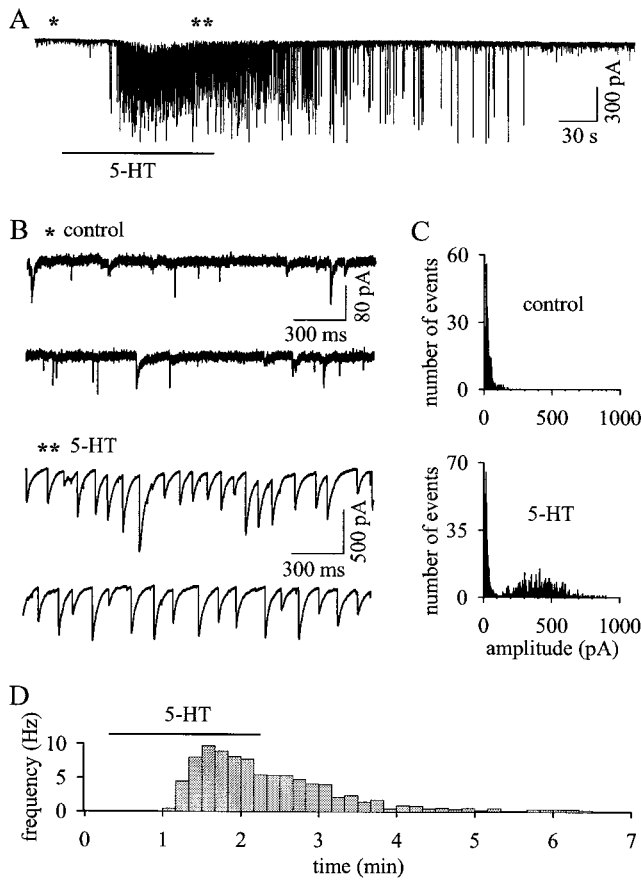 A
*
**
5-HT
30 s
300 pA
B
* control
80 pA
300 ms
** 5-HT
500 pA
300 ms
C
60
30
0
number of events
control
0 500 1000
70
35
0
number of events
5-HT
0 500 1000
amplitude (pA)
D
5-HT
10
5
0
frequency (Hz)
0 1 2 3 4 5 6 7
time (min)